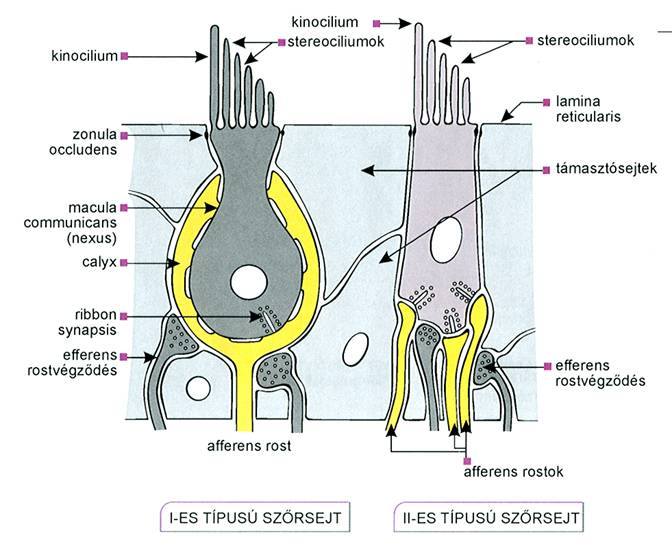 kinocilium
kinocilium
stereociliumok
stereociliumok
lamina
reticularis
zonula
occludens
támasztósejtek
macula
communicans
(nexus)
calyx
ribbon
synapsis
efferens
rostvégződés
efferens
rostvégződés
afferens rost
afferens rostok
I-ES TÍPUSÚ SZŐRSEJT
II-ES TÍPUSÚ SZŐRSEJT